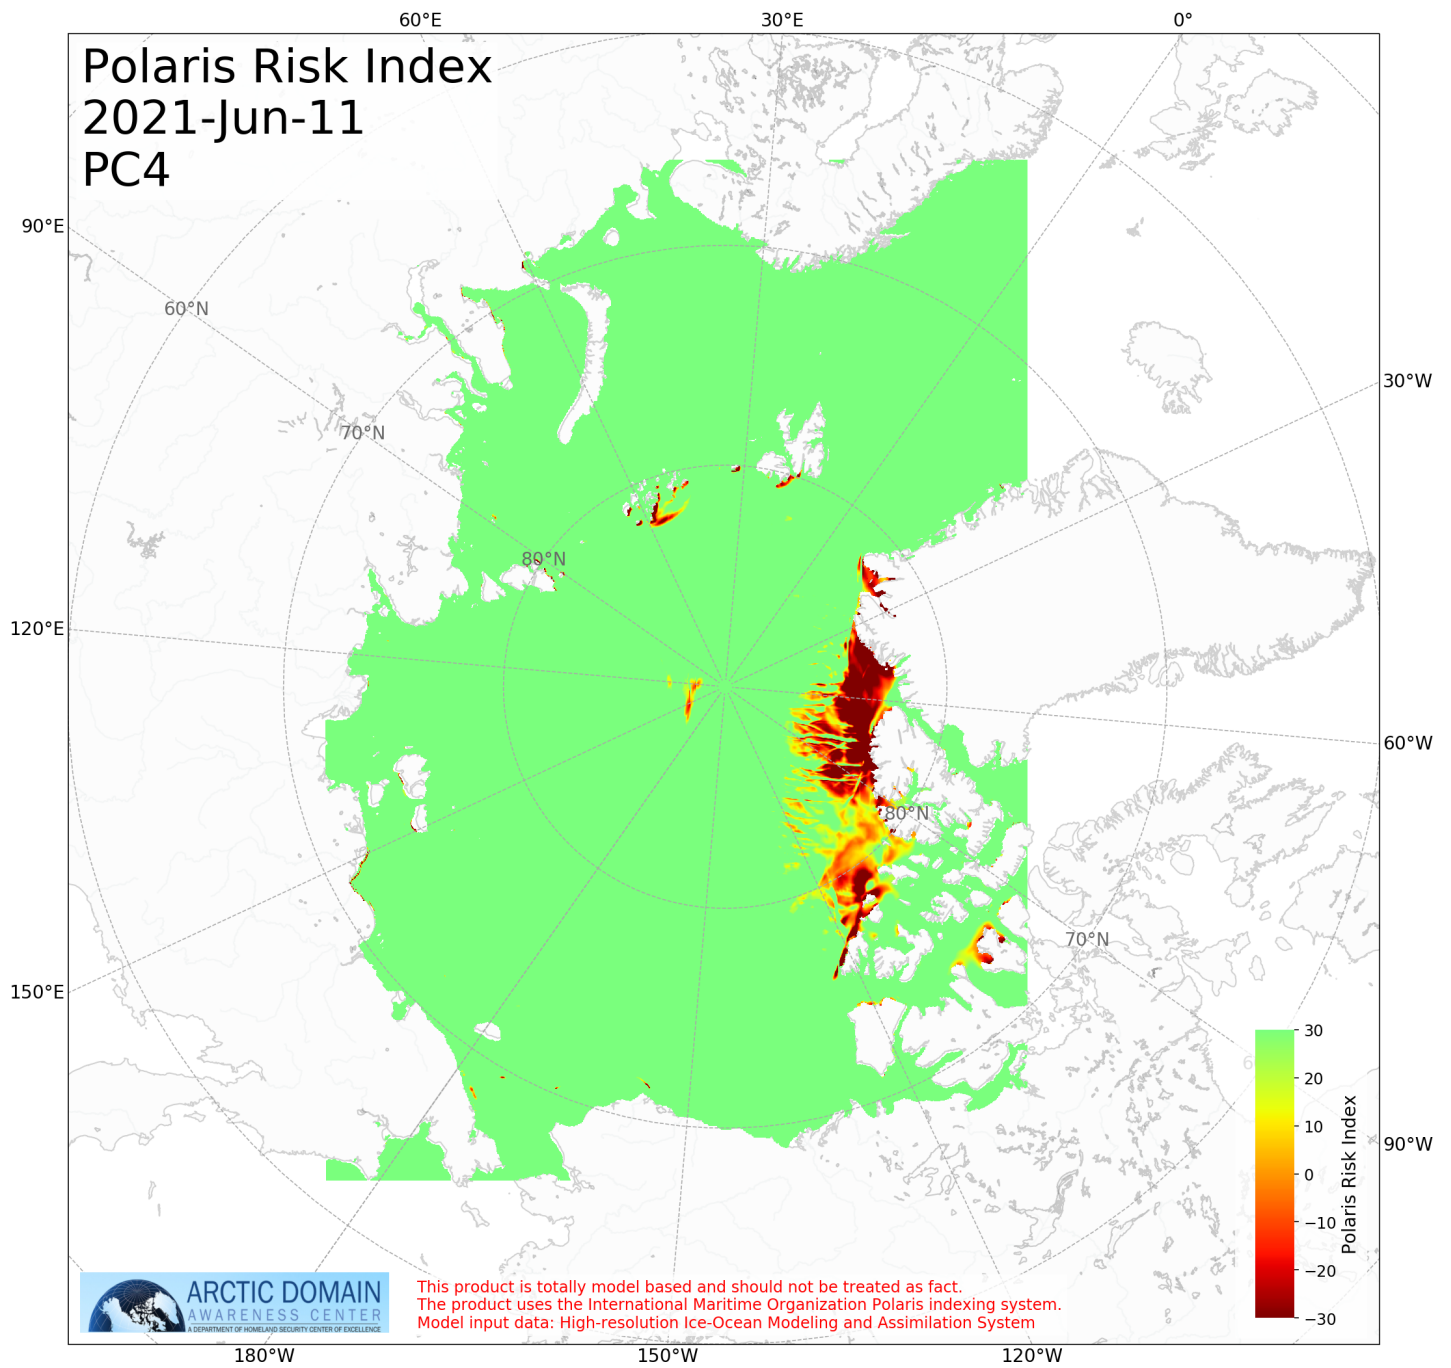 60°E 30°E 0°
Polaris Risk Index
2021-Jun-11
PC4
90°E
60°N
30°W
70°N
80°N
120°E
60°W
80°N
70°N
150°E
30
20
10
0
−10
−20
−30
Polaris Risk Index
90°W
ARCTIC DOMAIN
AWARENESS CENTER
A DEPARTMENT OF HOMELAND SECURITY CENTER OF EXCELLENCE
This product is totally model based and should not be treated as fact.
The product uses the International Maritime Organization Polaris indexing system.
Model input data: High-resolution Ice-Ocean Modeling and Assimilation System
180°W 150°W 120°W